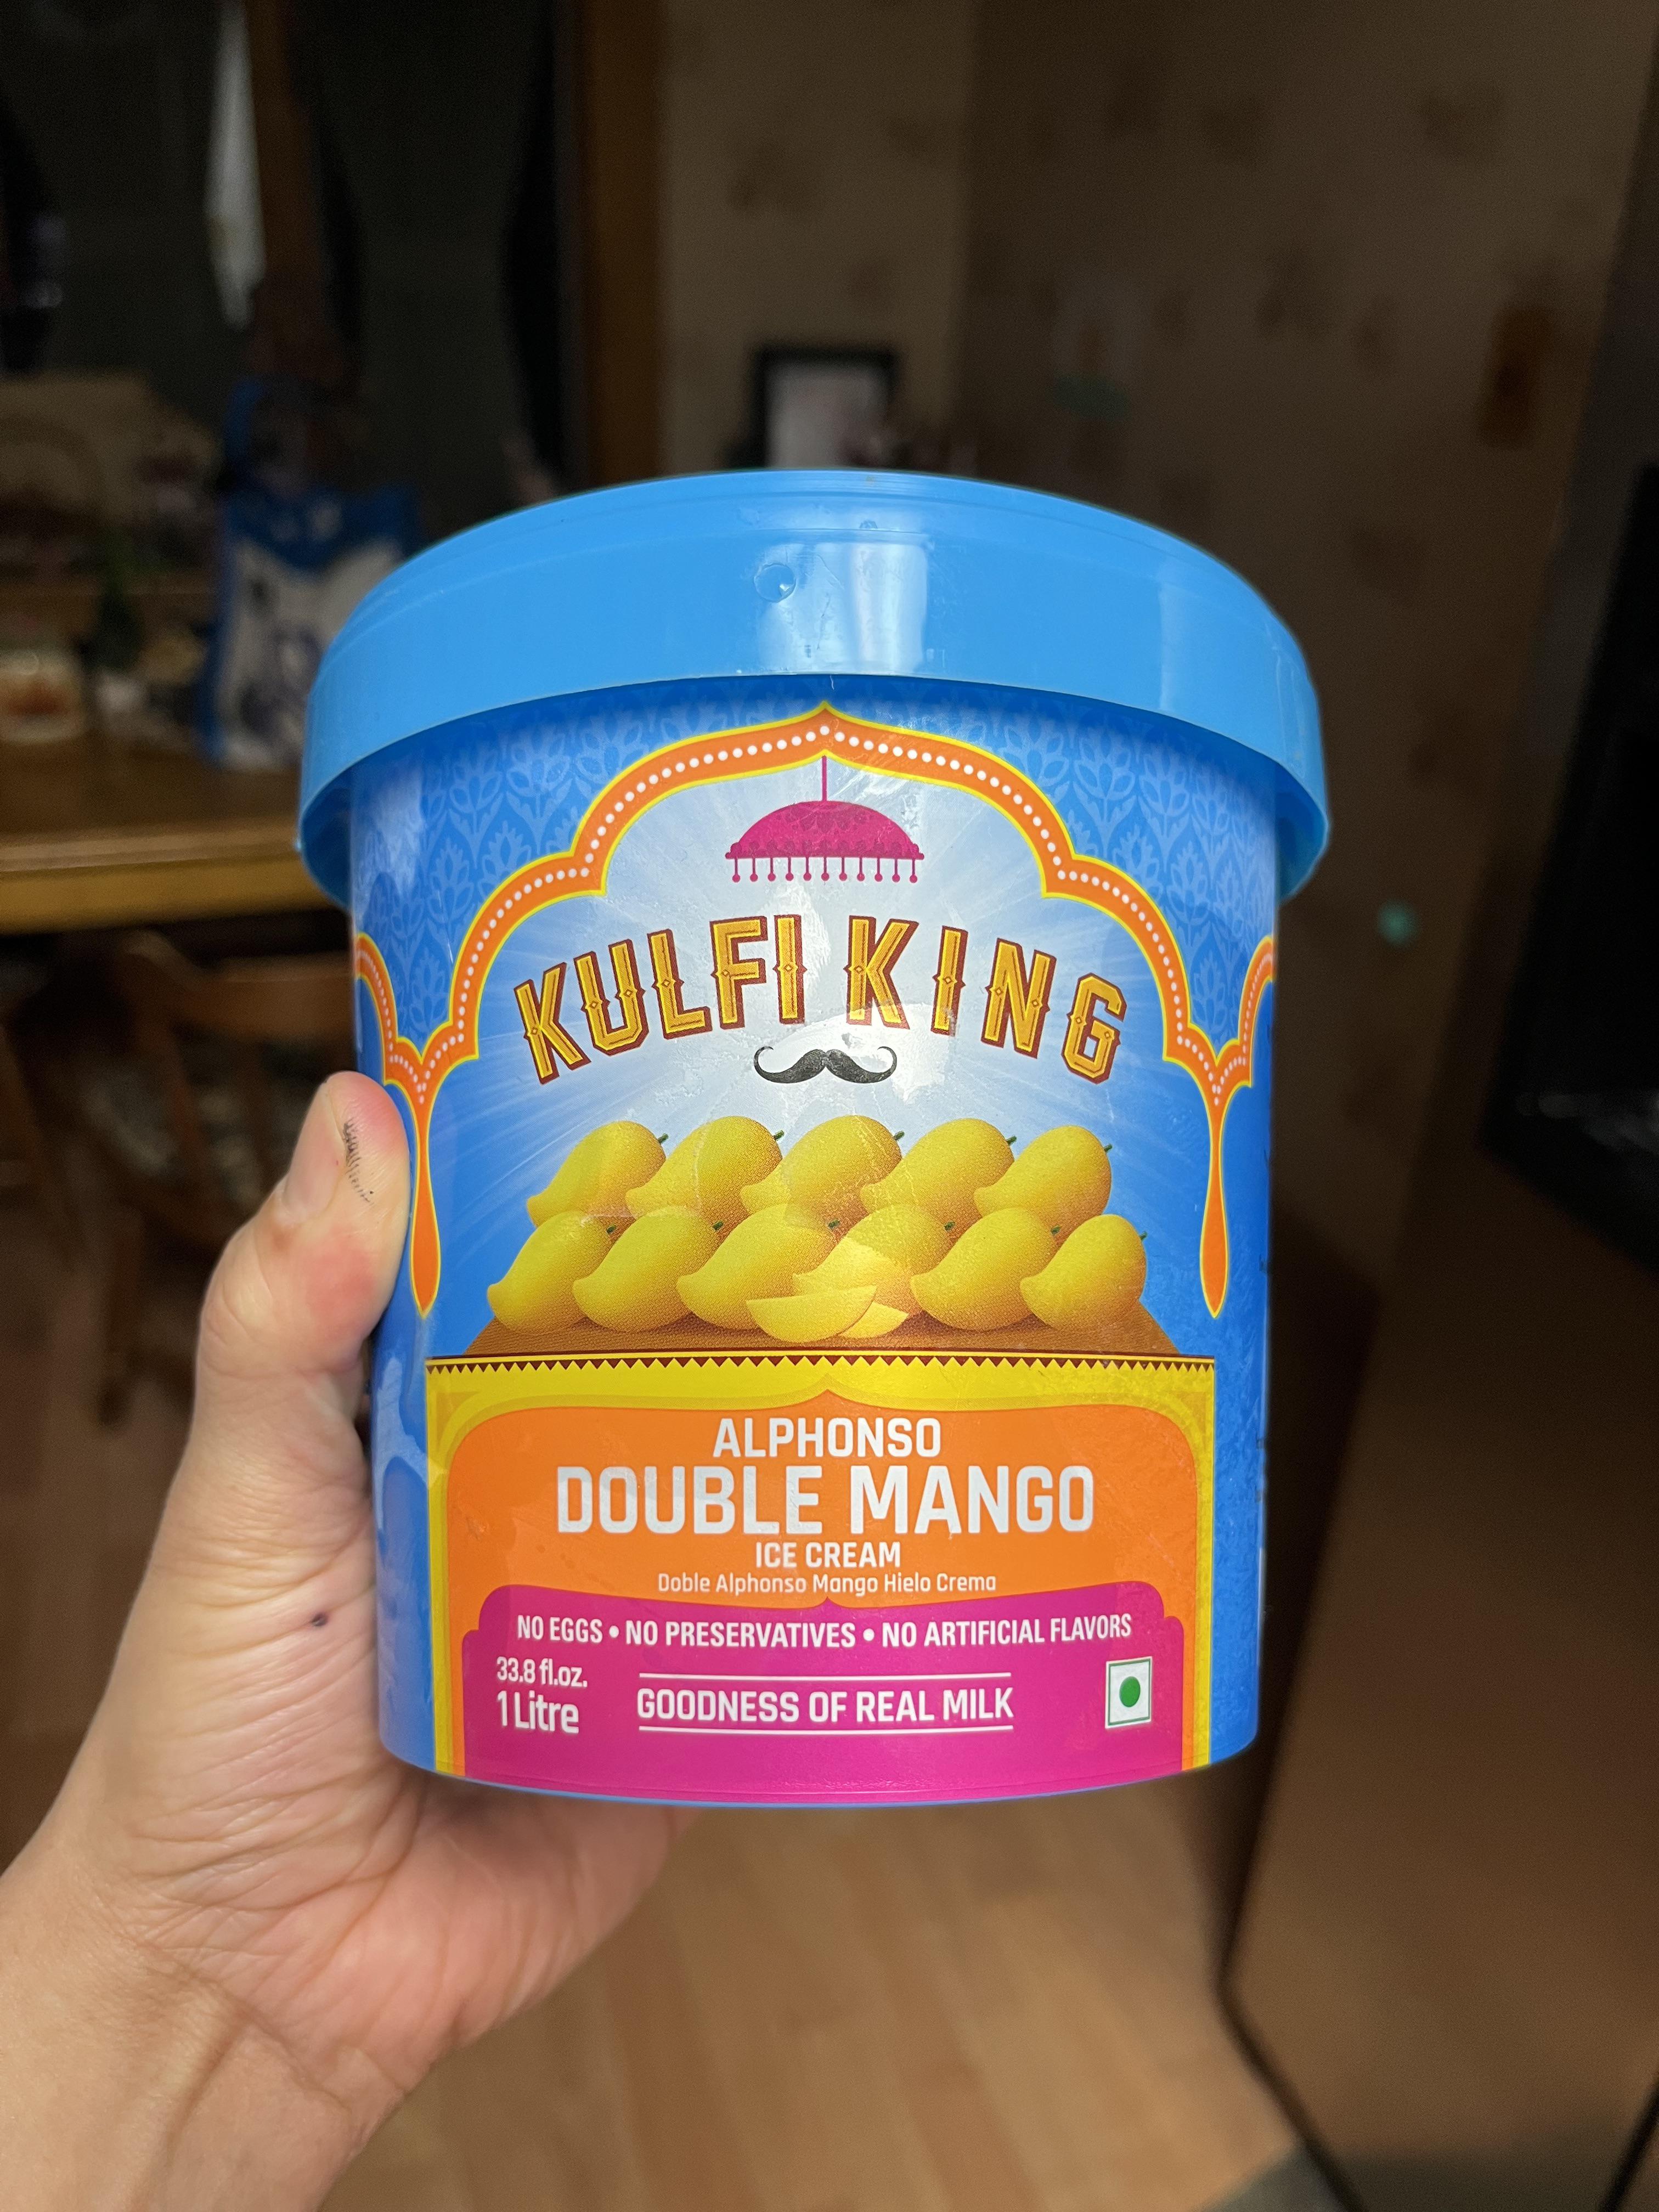 KULFI KING
ALPHONSO
DOUBLE MANGO
ICE CREAM
Doble Alphonso Mango Hielo Crema
NO EGGS • NO PRESERVATIVES • NO ARTIFICIAL FLAVORS
33.8 fl.oz.
1 Litre
GOODNESS OF REAL MILK